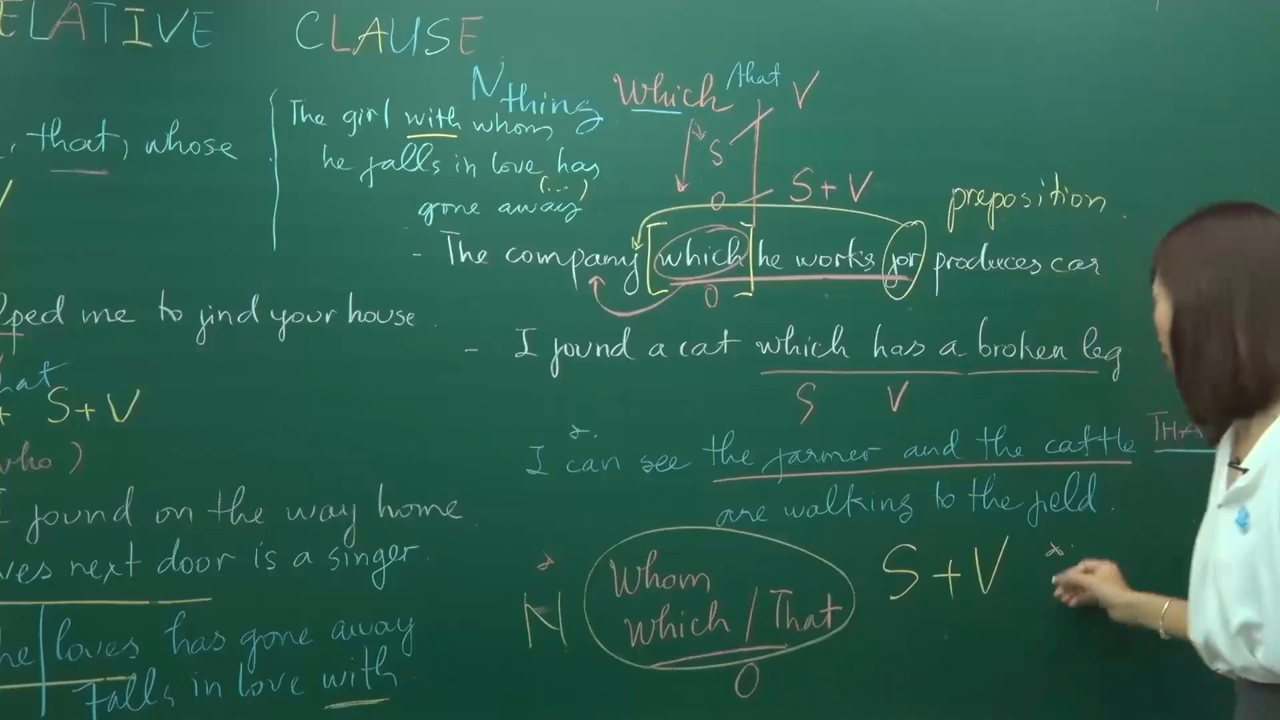 ELATIVE CLAUSE
, that, whose
The girl with whom
he falls in love has
(...)
gone away
N thing which that V
S
O S+V
preposition.
- The company [which] he works for produces car
O
- I found a cat which has a broken leg
S V
I can see the farmer and the cattle THA
are walking to the field.
N Whom
which / That S+V
O
lped me to find your house.
hat
+ S+V
who)
I found on the way home
ves next door is a singer.
he loves has gone away
falls in love with